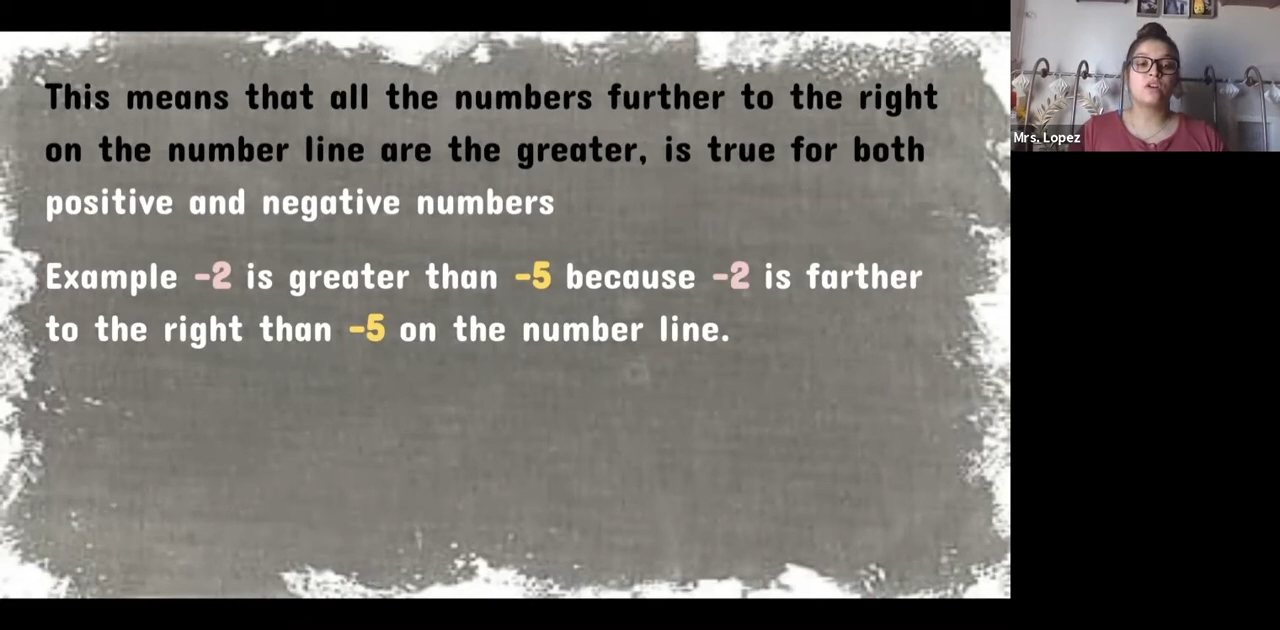 This means that all the numbers further to the right
on the number line are the greater, is true for both
positive and negative numbers
Example -2 is greater than -5 because -2 is farther
to the right than -5 on the number line.
Mrs. Lopez